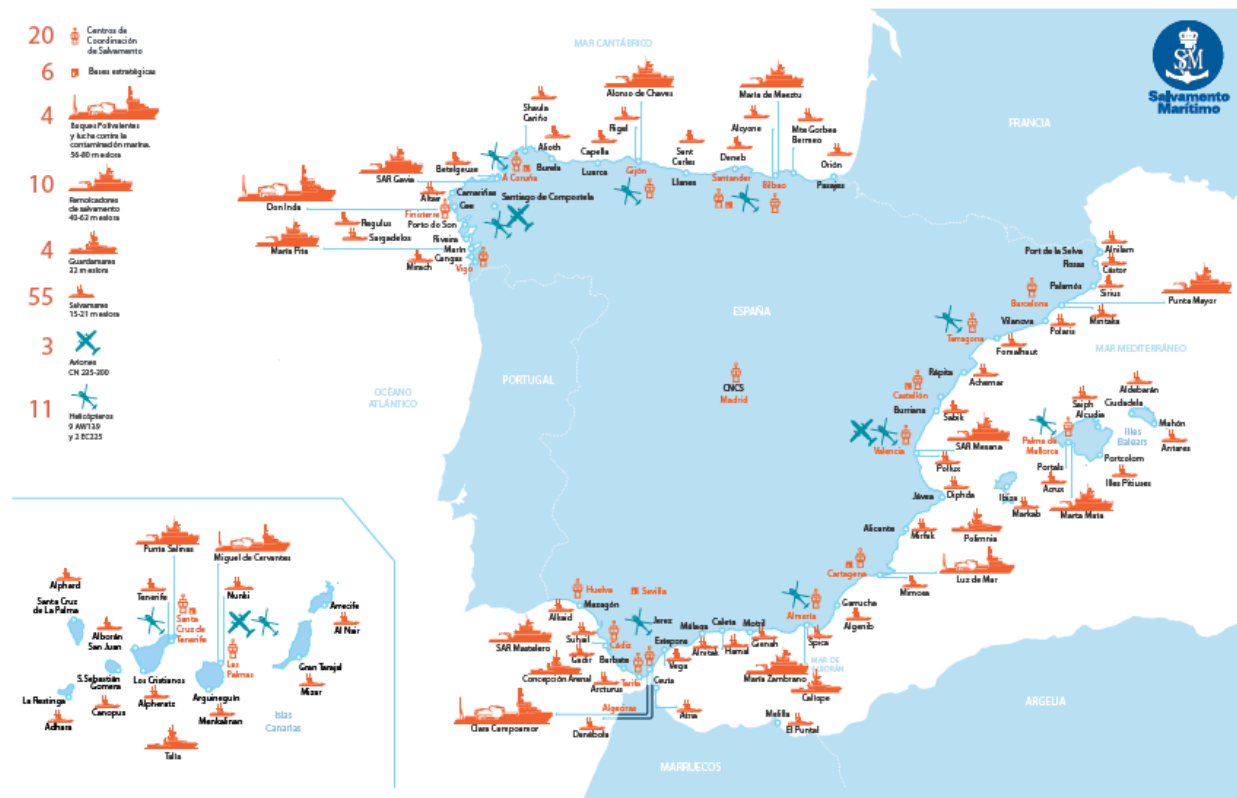 20
Centros de
Coordinación
de Salvamento
6
Bases estratégicas
4
Buques Polivalentes
y lucha contra la
contaminación marina.
56-80 m eslora
10
Remolcadores
de salvamento
40-63 m eslora
4
Guardamares
32 m eslora
55
Salvamares
15-21 m eslora
3
Aviones
CN 235-300
11
Helicópteros
9 AW139
y 2 EC225
Salvamento
Marítimo
MAR CANTÁBRICO
FRANCIA
Alonso de Chaves
María de Maeztu
Shaula
Cariño
Rigel
Alcyone
Mte Gorbea
Bermeo
Alioth
Capella
Sant
Carles
Deneb
Orión
Betelgeuse
Burela
Luarca
Gijón
Llanes
Santander
Bilbao
Pasajes
SAR Gavia
A Coruña
Altair
Camariñas
Santiago de Compostela
Don Inda
Finisterre
Cee
Regulus
Porto do Son
Sargadelos
Riveira
María Pita
Marín
Cangas
Mirach
Vigo
Port de la Selva
Alnilam
Rosas
Cástor
Palamós
Sirius
Barcelona
Punta Mayor
Vilanova
Mintaka
Polaris
Tarragona
Fomalhaut
MAR MEDITERRÁNEO
ESPAÑA
PORTUGAL
OCÉANO
ATLÁNTICO
CNCS
Madrid
Rápita
Achernar
Castellón
Burriana
Sabik
Valencia
SAR Mesana
Pollux
Jávea
Diphda
Alicante
Mirfak
Polimnia
Cartagena
Luz de Mar
Mimosa
Aldebarán
Saiph
Ciudadela
Alcudia
Mahón
Palma de
Mallorca
Illes
Balears
Antares
Portals
Portcolom
Acrux
Illes Pitiuses
Ibiza
Markab
Marta Mata
Punta Salinas
Miguel de Cervantes
Alphard
Tenerife
Nunki
Santa Cruz
de La Palma
Santa
Cruz de
Tenerife
Arrecife
Alborán
San Juan
Al Nair
Las
Palmas
S.Sebastián
Gomera
Los Cristianos
Gran Tarajal
La Restinga
Arguineguín
Canopus
Alpheratz
Menkalinan
Mizar
Adhara
Islas
Canarias
Talía
Huelva
Sevilla
Mazagón
Almería
Garrucha
Alkaid
Jerez
Málaga
Caleta
Motril
Algenib
Suhail
Cádiz
Estepona
SAR Mastelero
Gadir
Vega
Alnitak
Hamal
Gienah
Spica
Barbate
MAR DE
ALBORÁN
Concepción Arenal
Tarifa
Ceuta
María Zambrano
Arcturus
Calíope
Algeciras
Clara Campoamor
Atria
Melilla
Denébola
El Puntal
MARRUECOS
ARGELIA